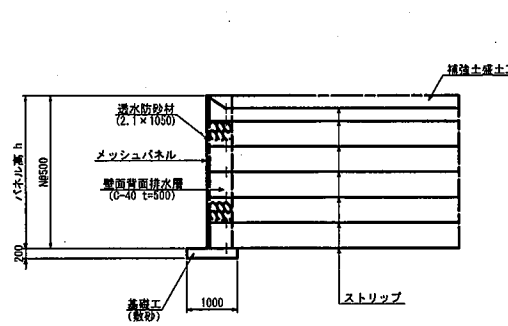 補強土盛土工
透水防砂材
(2.1×1050)
メッシュパネル
壁面背面排水層
(C-40 t=500)
パネル高 h
N@500
200
基礎工
(敷砂)
1000
ストリップ